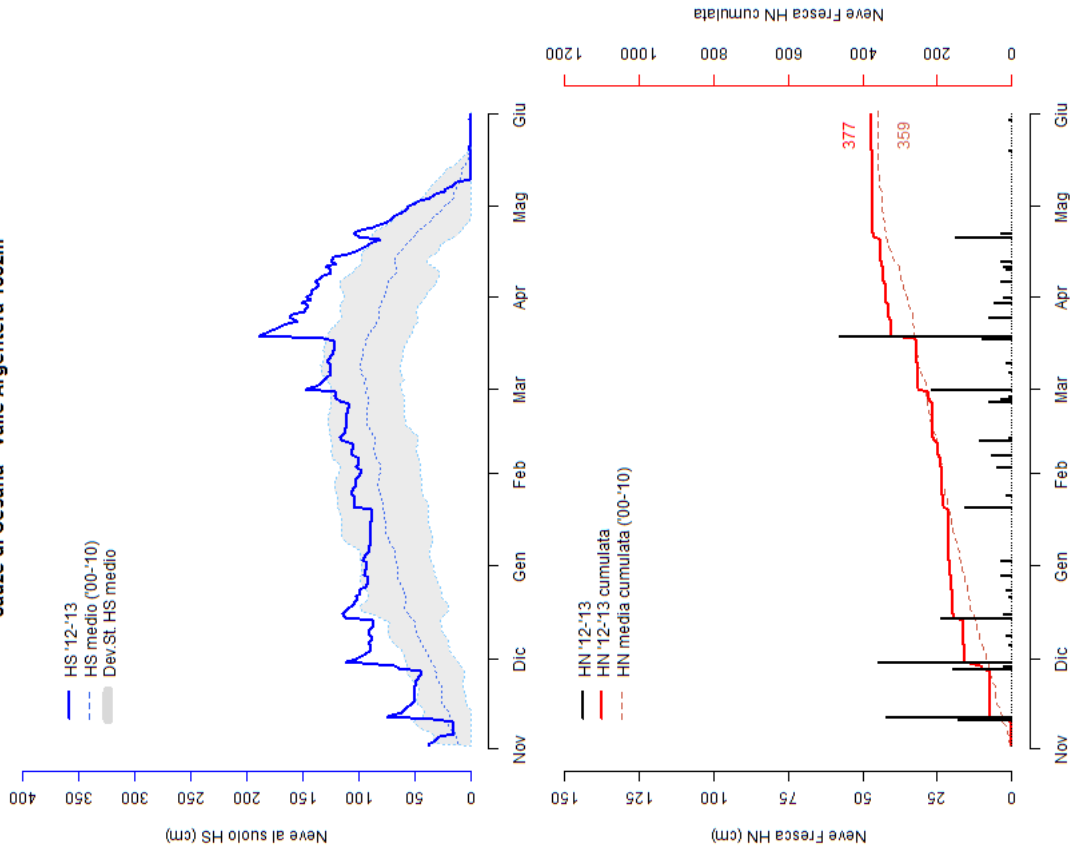 HS '12-'13
HS medio ('00-'10)
Dev.St. HS medio
Neve al suolo HS (cm)
400
350
300
250
200
150
100
50
0
Nov
Dic
Gen
Feb
Mar
Apr
Mag
Giu
HN '12-'13
HN '12-'13 cumulata
HN media cumulata ('00-'10)
Neve Fresca HN (cm)
150
125
100
75
50
25
0
377
359
Neve Fresca HN cumulata
1200
1000
800
600
400
200
0
Nov
Dic
Gen
Feb
Mar
Apr
Mag
Giu